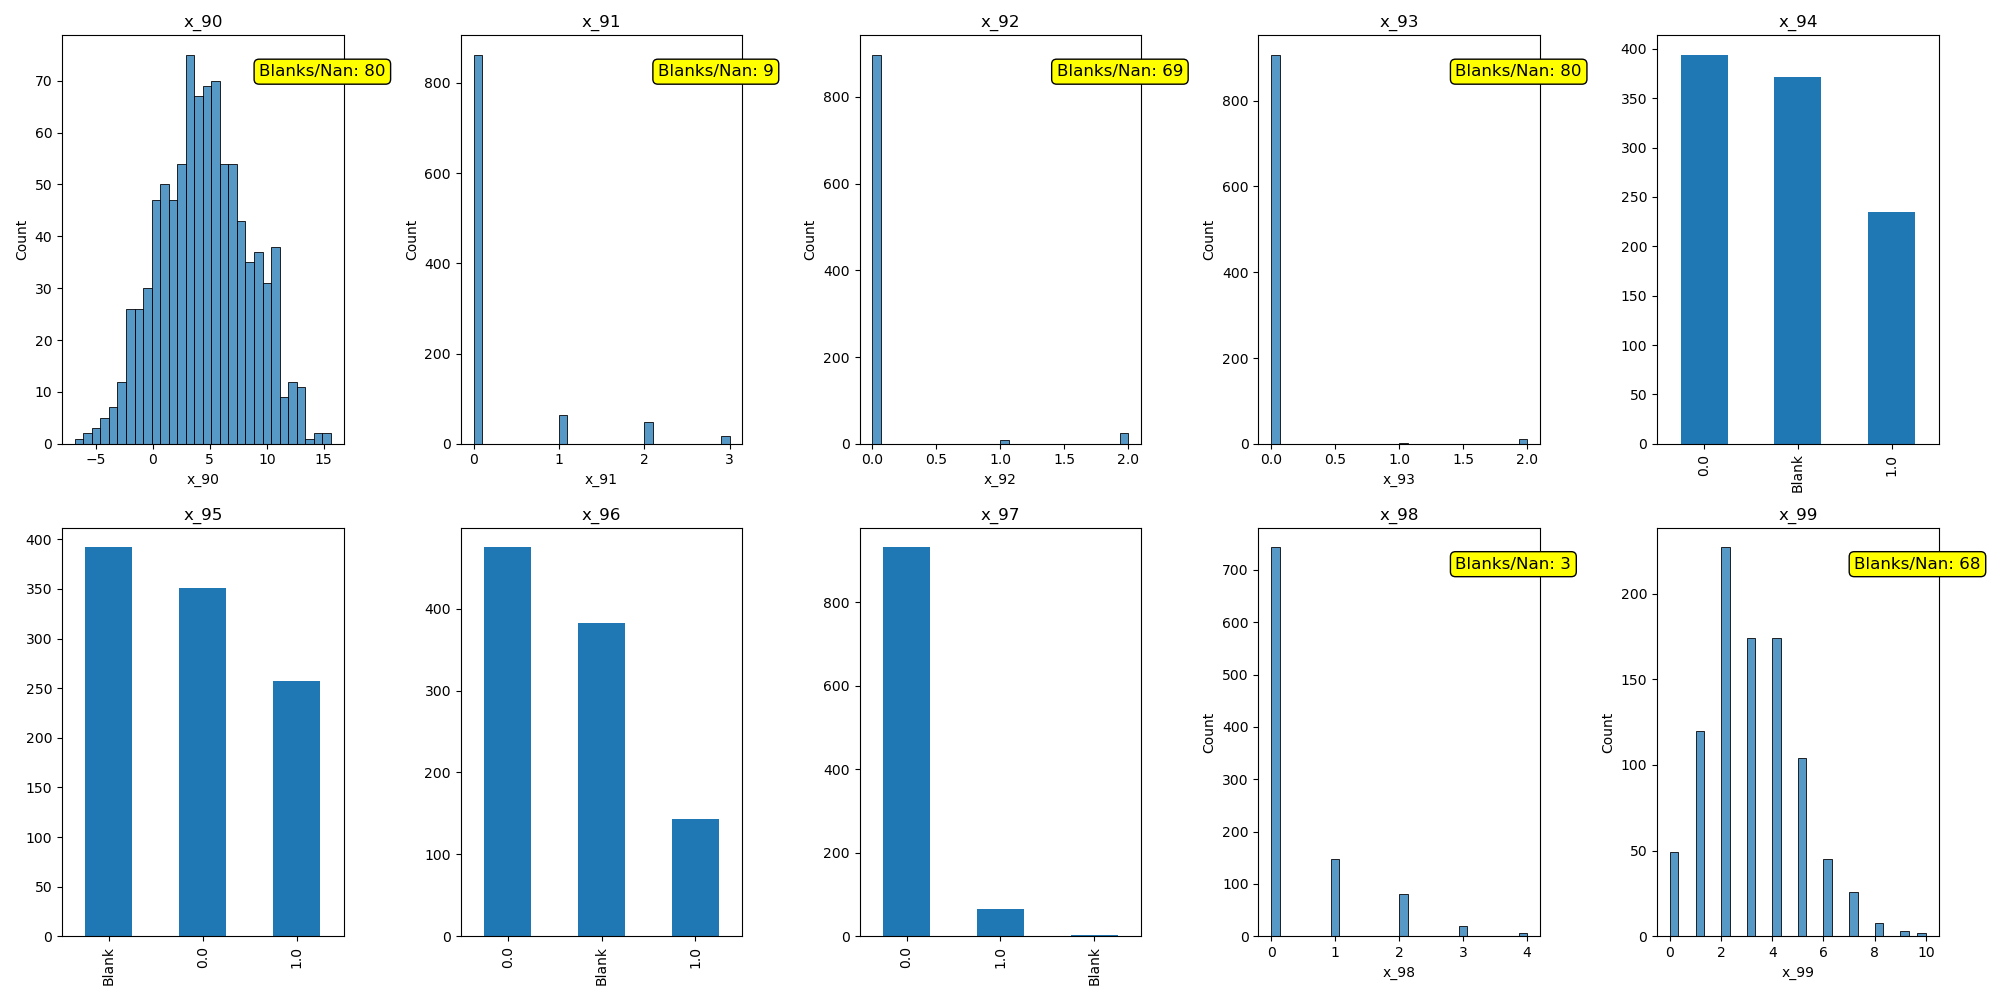 x_90
Blanks/Nan: 80
Count
70
60
50
40
30
20
10
0
−5 0 5 10 15
x_90
x_91
Blanks/Nan: 9
Count
800
600
400
200
0
0 1 2 3
x_91
x_92
Blanks/Nan: 69
Count
800
600
400
200
0
0.0 0.5 1.0 1.5 2.0
x_92
x_93
Blanks/Nan: 80
Count
800
600
400
200
0
0.0 0.5 1.0 1.5 2.0
x_93
x_94
400
350
300
250
200
150
100
50
0
0.0 Blank 1.0
x_95
400
350
300
250
200
150
100
50
0
Blank 0.0 1.0
x_96
400
300
200
100
0
0.0 Blank 1.0
x_97
800
600
400
200
0
0.0 1.0 Blank
x_98
Blanks/Nan: 3
Count
700
600
500
400
300
200
100
0
0 1 2 3 4
x_98
x_99
Blanks/Nan: 68
Count
200
150
100
50
0
0 2 4 6 8 10
x_99